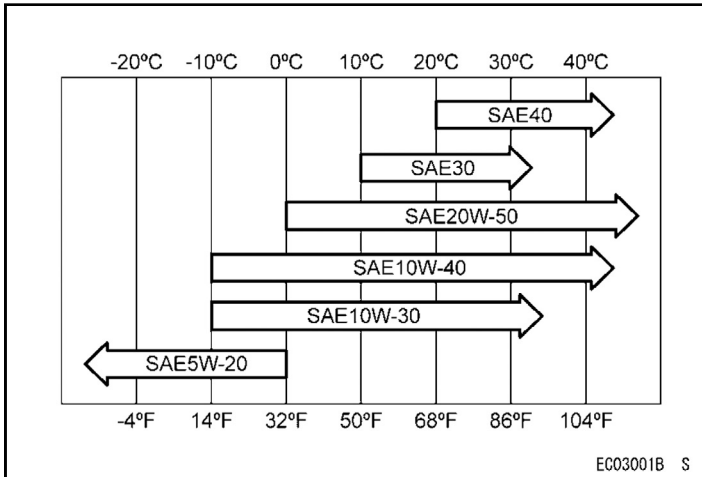 -20ºC -10ºC 0ºC 10ºC 20ºC 30ºC 40ºC
SAE40
SAE30
SAE20W-50
SAE10W-40
SAE10W-30
SAE5W-20
-4ºF 14ºF 32ºF 50ºF 68ºF 86ºF 104ºF
EC03001B S